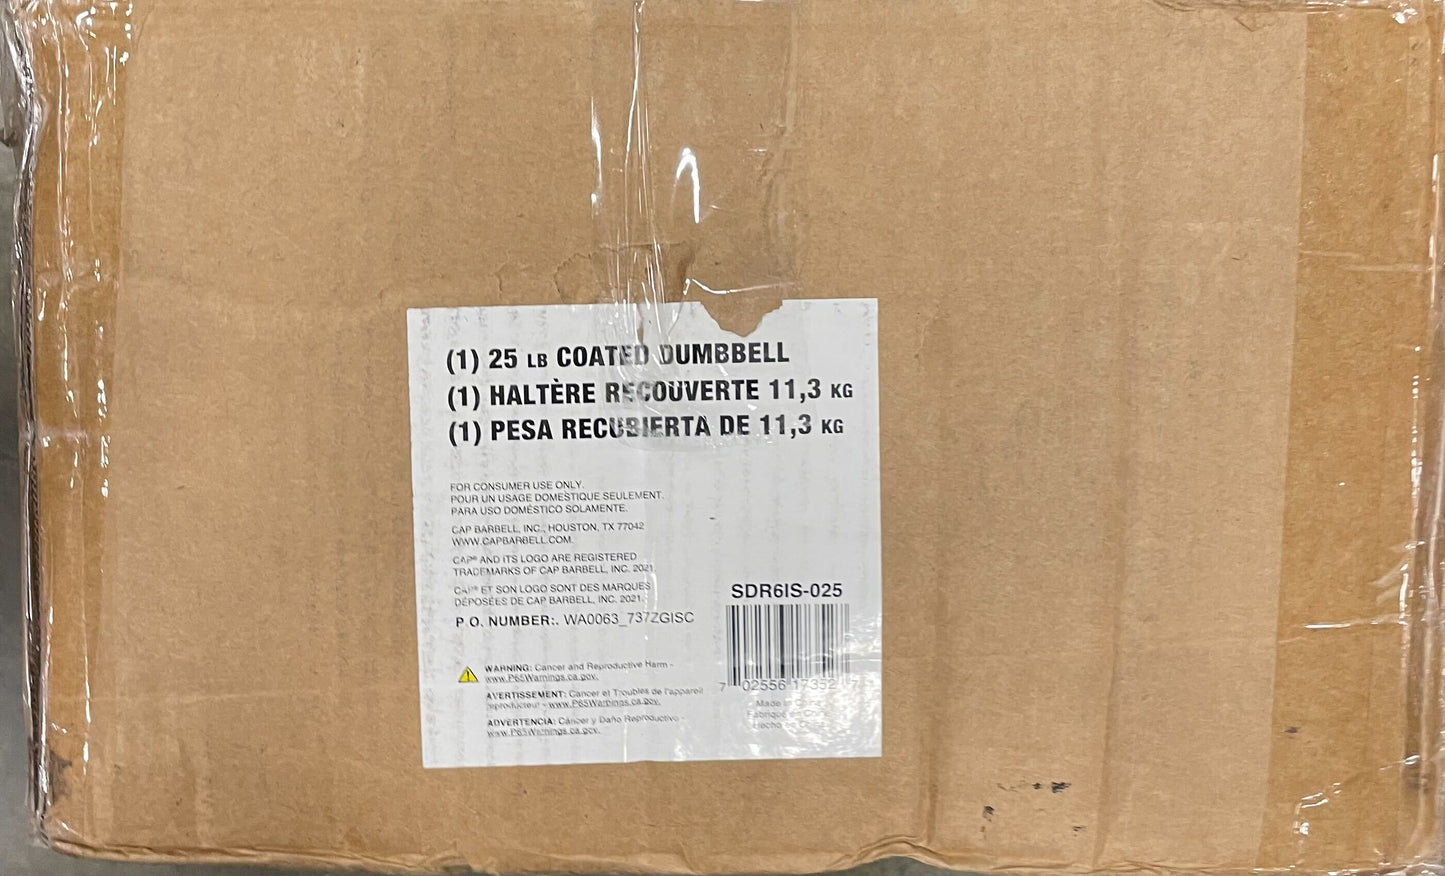 (1) 25 LB COATED DUMBBELL
(1) HALTÈRE RECOUVERTE 11,3 KG
(1) PESA RECUBIERTA DE 11,3 KG
FOR CONSUMER USE ONLY.
POUR UN USAGE DOMESTIQUE SEULEMENT.
PARA USO DOMÉSTICO SOLAMENTE.
CAP BARBELL, INC., HOUSTON, TX 77042
WWW.CAPBARBELL.COM.
CAP® AND ITS LOGO ARE REGISTERED
TRADEMARKS OF CAP BARBELL, INC. 2021.
CAP® ET SON LOGO SONT DES MARQUES
DÉPOSÉES DE CAP BARBELL, INC. 2021.
P.O. NUMBER:. WA0063_737ZGISC
WARNING: Cancer and Reproductive Harm -
www.P65Warnings.ca.gov.
AVERTISSEMENT: Cancer et Troubles de l'appareil
reproducteur - www.P65Warnings.ca.gov.
ADVERTENCIA: Cáncer y Daño Reproductivo -
www.P65Warnings.ca.gov.
SDR6IS-025
7 02556 17352
Made in
Fabriqué
Hecho